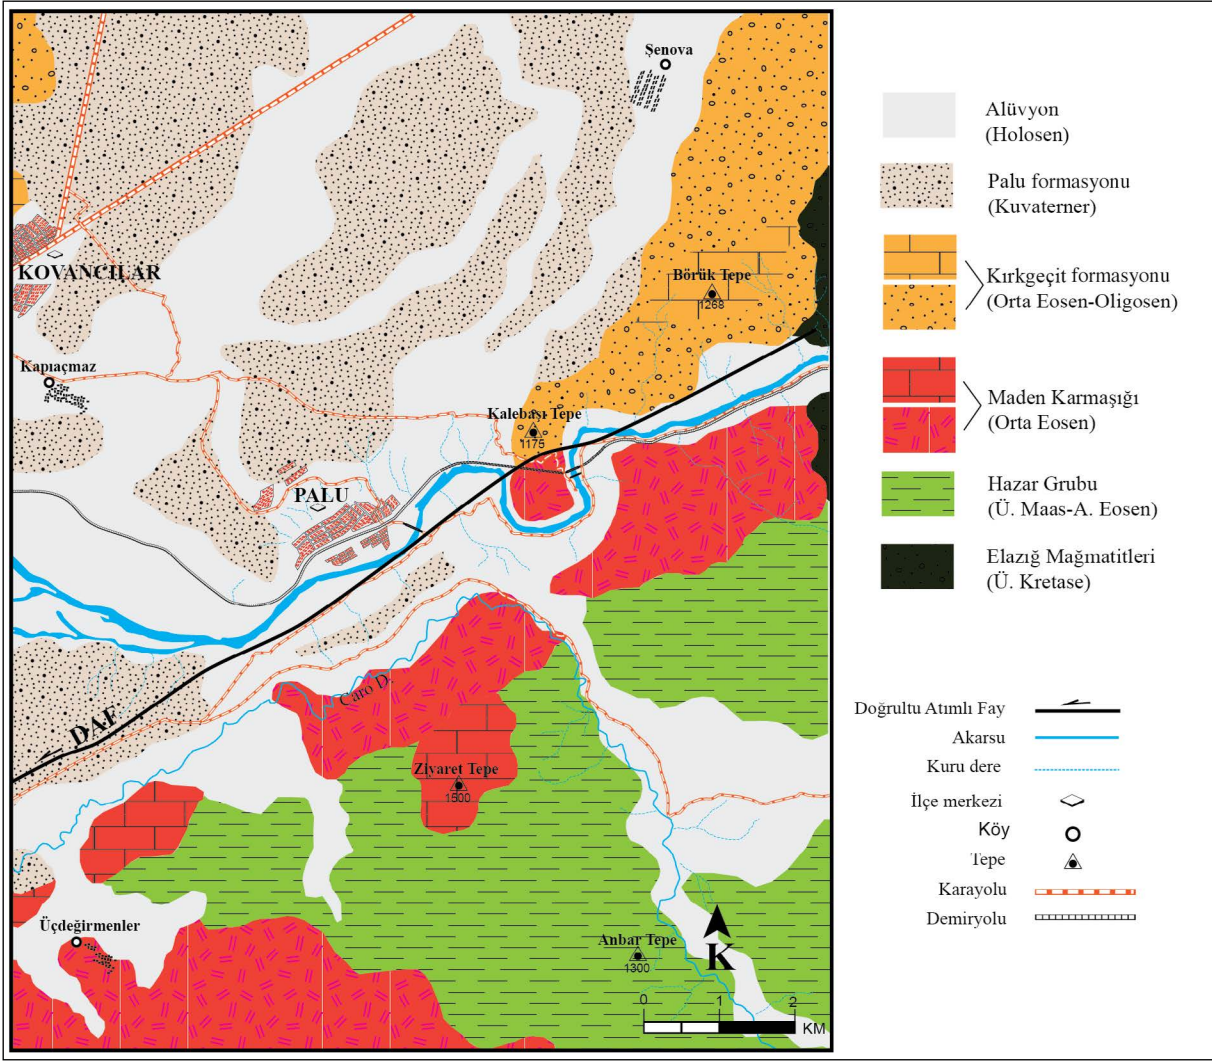 Şenova
KOVANCILAR
Börük Tepe
1268
Kapıaçmaz
Kalebaşı Tepe
1175
PALU
Caro D.
DAF
Ziyaret Tepe
1500
Üçdeğirmenler
Anbar Tepe
1300
K
0 1 2
KM
Alüvyon
(Holosen)
Palu formasyonu
(Kuvaterner)
Kırkgeçit formasyonu
(Orta Eosen-Oligosen)
Maden Karmaşığı
(Orta Eosen)
Hazar Grubu
(Ü. Maas-A. Eosen)
Elazığ Mağmatitleri
(Ü. Kretase)
Doğrultu Atımlı Fay
Akarsu
Kuru dere
İlçe merkezi
Köy
Tepe
Karayolu
Demiryolu